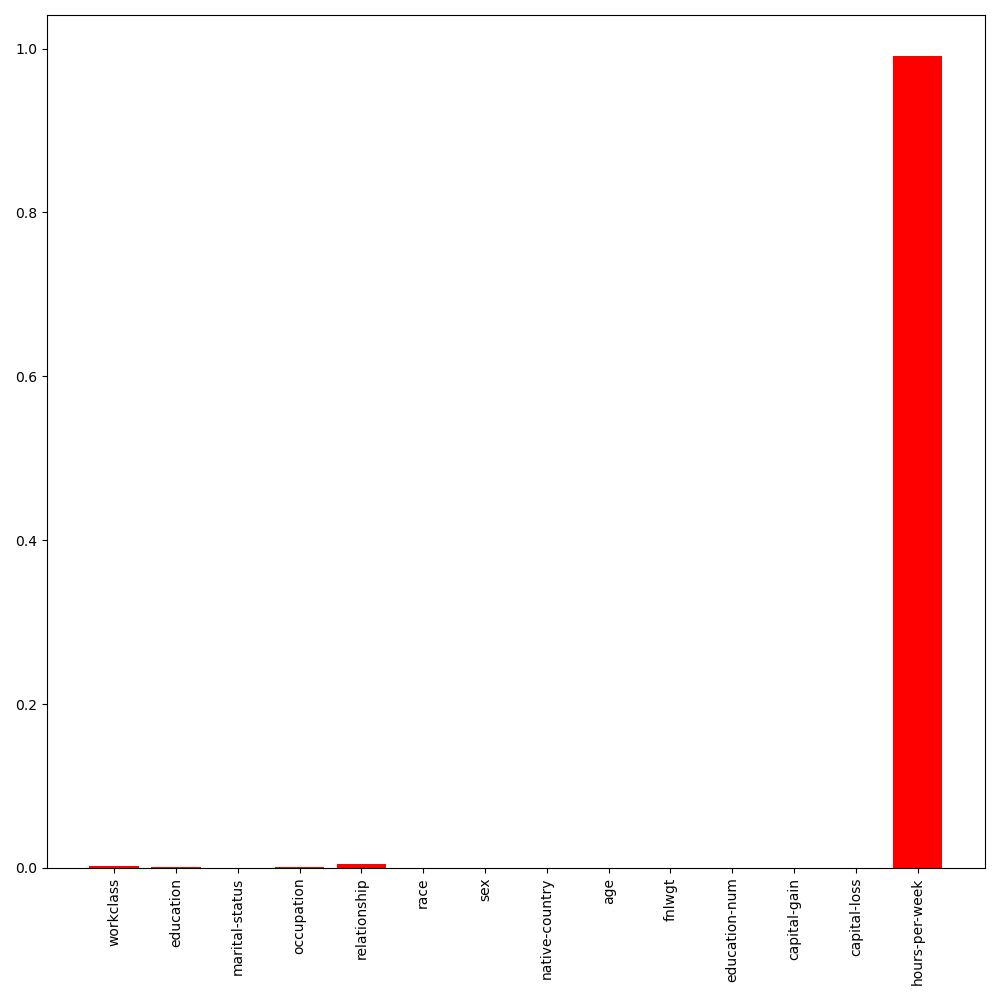 1.0
0.8
0.6
0.4
0.2
0.0
workclass
education
marital-status
occupation
relationship
race
sex
native-country
age
fnlwgt
education-num
capital-gain
capital-loss
hours-per-week